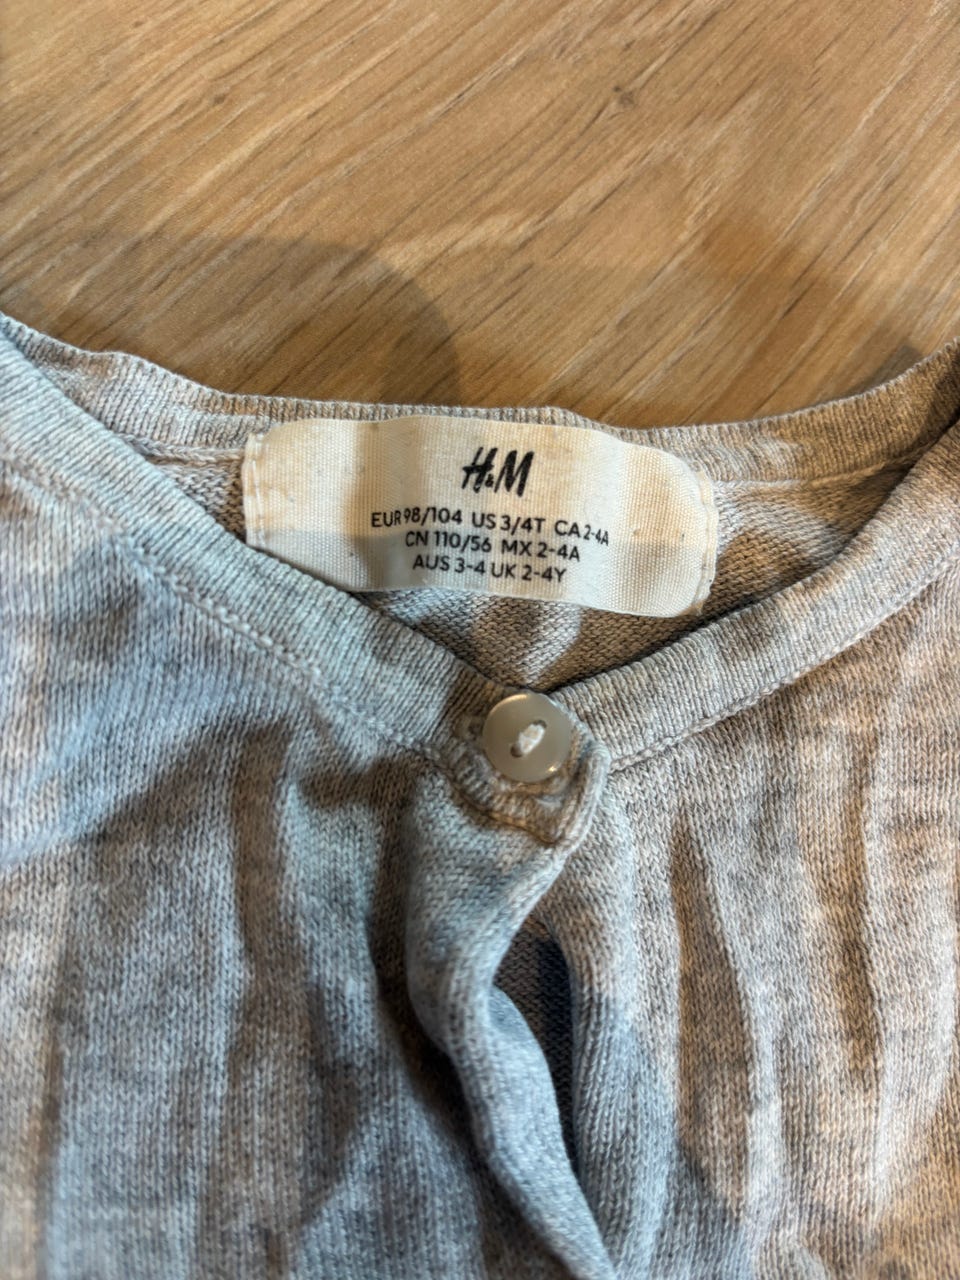 H&M
EUR 98/104 US 3/4T CA 2-4A
CN 110/56 MX 2-4A
AUS 3-4 UK 2-4Y